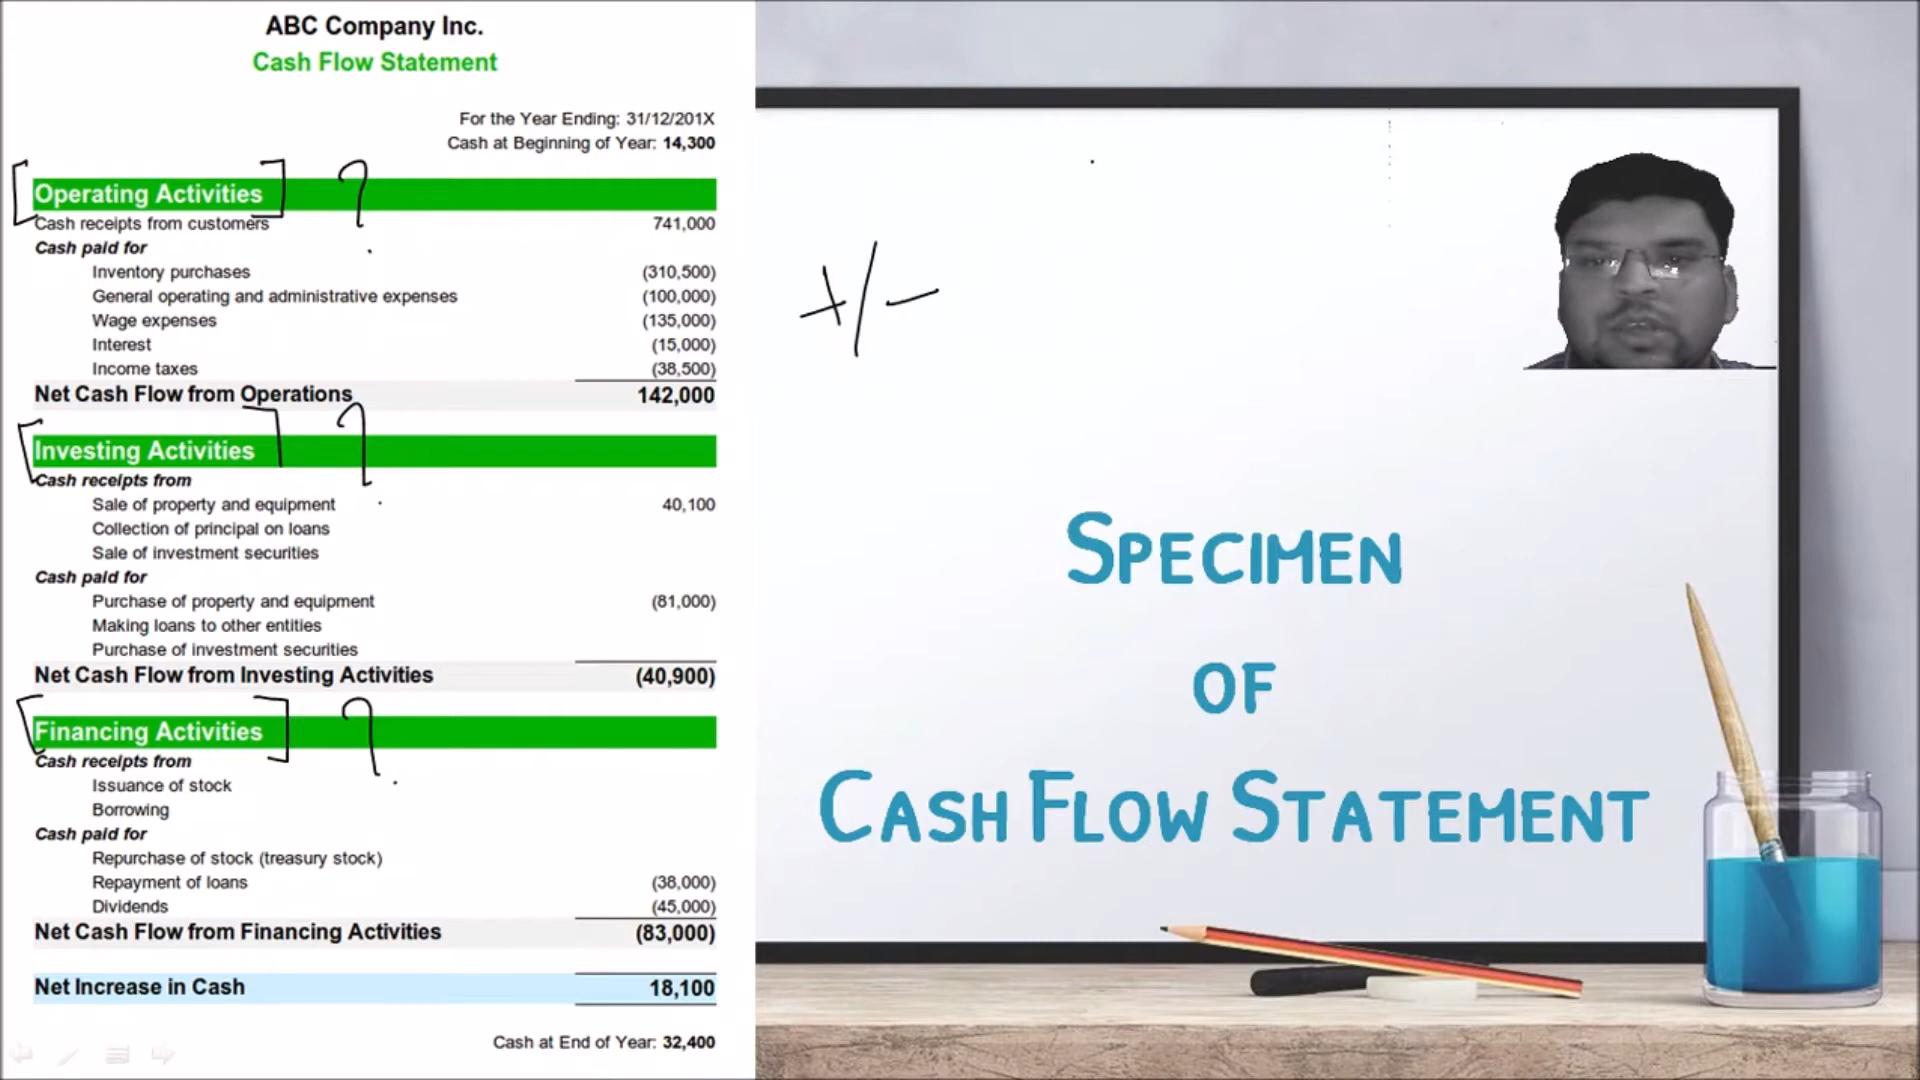 ABC Company Inc.
Cash Flow Statement
For the Year Ending: 31/12/201X
Cash at Beginning of Year: 14,300
[Operating Activities] ?
Cash receipts from customers 741,000
Cash paid for
Inventory purchases (310,500)
General operating and administrative expenses (100,000)
Wage expenses (135,000)
Interest (15,000)
Income taxes (38,500)
Net Cash Flow from Operations 142,000
[Investing Activities] ?
Cash receipts from
Sale of property and equipment 40,100
Collection of principal on loans
Sale of investment securities
Cash paid for
Purchase of property and equipment (81,000)
Making loans to other entities
Purchase of investment securities
Net Cash Flow from Investing Activities (40,900)
[Financing Activities] ?
Cash receipts from
Issuance of stock
Borrowing
Cash paid for
Repurchase of stock (treasury stock)
Repayment of loans (38,000)
Dividends (45,000)
Net Cash Flow from Financing Activities (83,000)
Net Increase in Cash 18,100
Cash at End of Year: 32,400
+/-
SPECIMEN
OF
CASH FLOW STATEMENT